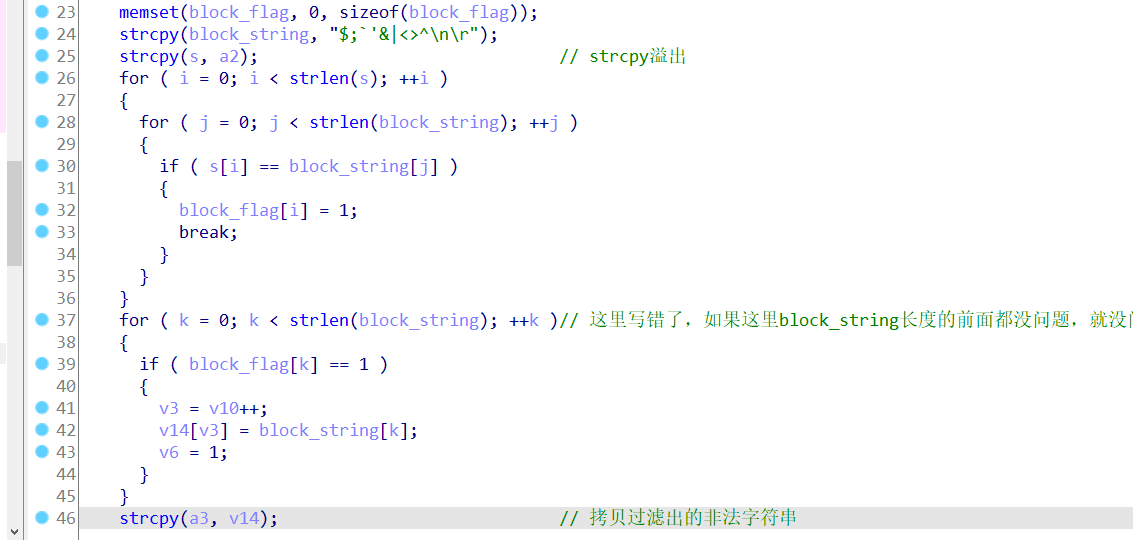 23 memset(block_flag, 0, sizeof(block_flag));
24 strcpy(block_string, "$;`'&|<>^\n\r");
25 strcpy(s, a2); // strcpy溢出
26 for ( i = 0; i < strlen(s); ++i )
27 {
28 for ( j = 0; j < strlen(block_string); ++j )
29 {
30 if ( s[i] == block_string[j] )
31 {
32 block_flag[i] = 1;
33 break;
34 }
35 }
36 }
37 for ( k = 0; k < strlen(block_string); ++k )// 这里写错了，如果这里block_string长度的前面都没问题，就没
38 {
39 if ( block_flag[k] == 1 )
40 {
41 v3 = v10++;
42 v14[v3] = block_string[k];
43 v6 = 1;
44 }
45 }
46 strcpy(a3, v14); // 拷贝过滤出的非法字符串